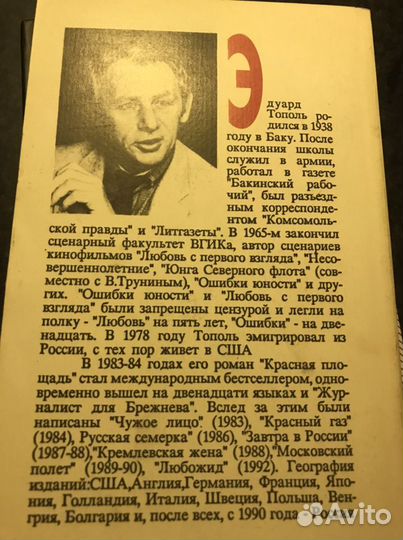 Эдуард
Тополь ро-
дился в 1938
году в Баку. После
окончания школы
служил в армии,
работал в газете
"Бакинский рабо-
чий", был разъезд-
ным корреспонден-
том "Комсомоль-
ской правды" и "Литгазеты". В 1965-м закончил
сценарный факультет ВГИКа, автор сценариев
кинофильмов "Любовь с первого взгляда", "Несо-
вершеннолетние", "Юнга Северного флота" (сов-
местно с В.Труниным), "Ошибки юности" и дру-
гих. "Ошибки юности" и "Любовь с первого
взгляда" были запрещены цензурой и легли на
полку - "Любовь" на пять лет, "Ошибки" - на две-
надцать. В 1978 году Тополь эмигрировал из
России, с тех пор живет в США
В 1983-84 годах его роман "Красная пло-
щадь" стал международным бестселлером, одно-
временно вышел на двенадцати языках и "Жур-
налист для Брежнева". Вслед за этим были
написаны "Чужое лицо" (1983), "Красный газ"
(1984), Русская семерка" (1986), "Завтра в России"
(1987-88),"Кремлевская жена" (1988),"Московский
полет" (1989-90), "Любожид" (1992). География
изданий:США,Англия,Германия, Франция, Япо-
ния, Голландия, Италия, Швеция, Польша, Вен-
грия, Болгария и, после всех, с 1990 года - Россия
Avito